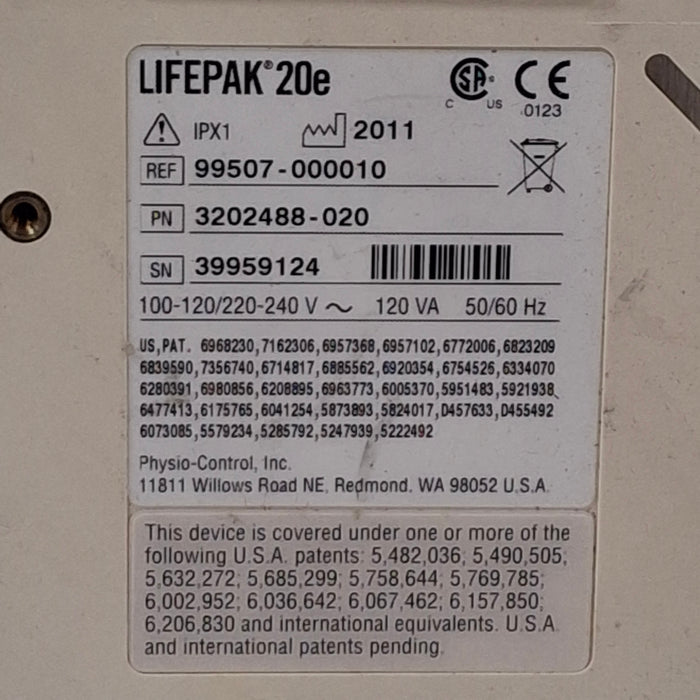 LIFEPAK® 20e
C US
0123
IPX1
2011
REF 99507-000010
PN 3202488-020
SN 39959124
100-120/220-240 V ~ 120 VA 50/60 Hz
US,PAT. 6968230,7162306,6957368,6957102,6772006,6823209
6839590,7356740,6714817,6885562,6920354,6754526,6334070
6280391,6980856,6208895,6963773,6005370,5951483,5921938,
6477413,6175765,6041254,5873893,5824017,D457633,D455492
6073085,5579234,5285792,5247939,5222492
Physio-Control, Inc.
11811 Willows Road NE, Redmond, WA 98052 U.S.A.
This device is covered under one or more of the
following U.S.A. patents: 5,482,036; 5,490,505;
5,632,272; 5,685,299; 5,758,644; 5,769,785;
6,002,952; 6,036,642; 6,067,462; 6,157,850;
6,206,830 and international equivalents. U.S.A.
and international patents pending.